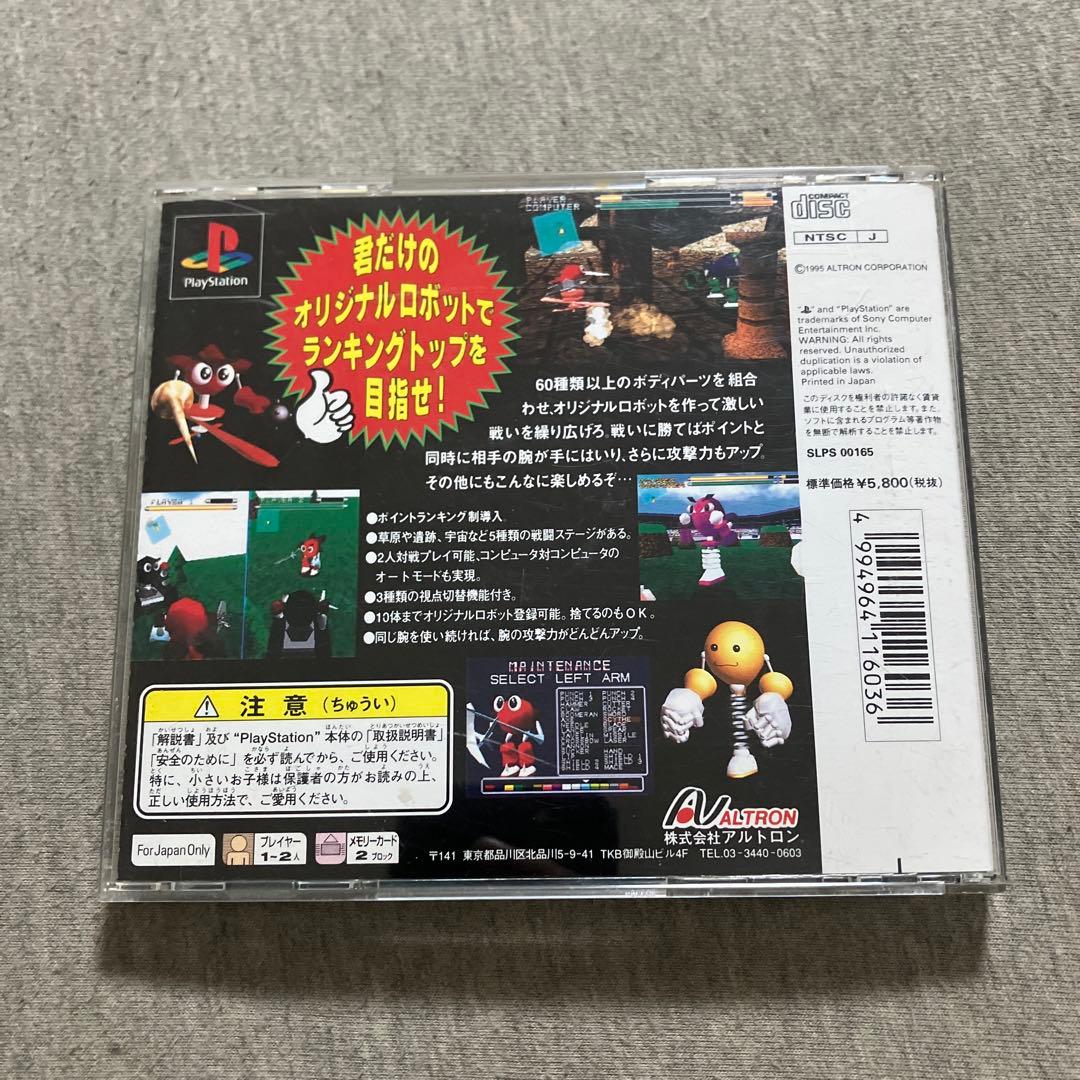 PlayStation
君だけの
オリジナルロボットで
ランキングトップを
目指せ!
PLAYER
COMPUTER
60種類以上のボディパーツを組合
わせ、オリジナルロボットを作って激しい
戦いを繰り広げろ。戦いに勝てばポイントと
同時に相手の腕が手にはいり、さらに攻撃力もアップ。
その他にもこんなに楽しめるぞ…
●ポイントランキング制導入
●草原や遺跡、宇宙など5種類の戦闘ステージがある。
●2人対戦プレイ可能、コンピュータ対コンピュータの
オートモードも実現。
●3種類の視点切替機能付き。
●10体までオリジナルロボット登録可能。捨てるのもOK。
●同じ腕を使い続ければ、腕の攻撃力がどんどんアップ。
PLAYER 1
MAINTENANCE
SELECT LEFT ARM
PUNCH 1 PUNCH 2
HAMMER CUTTER
SCYTHE
NEEDLE
LASER
HAND
MACE
注意(ちゅうい)
「解説書」及び“PlayStation”本体の「取扱説明書」
「安全のために」を必ず読んでから、ご使用ください。
特に、小さいお子様は保護者の方がお読みの上、
正しい使用方法で、ご愛用ください。
For Japan Only
プレイヤー
1~2人
メモリーカード
2ブロック
ALTRON
株式会社アルトロン
〒141 東京都品川区北品川5-9-41 TKB御殿山ビル4F TEL.03-3440-0603
COMPACT
disc
NTSC J
©1995 ALTRON CORPORATION
" " and "PlayStation" are
trademarks of Sony Computer
Entertainment Inc.
WARNING: All rights
reserved. Unauthorized
duplication is a violation of
applicable laws.
Printed in Japan
このディスクを権利者の許諾なく賃貸
業に使用することを禁止します。また、
ソフトに含まれるプログラム等著作物
を無断で解析することを禁止します。
SLPS 00165
標準価格¥5,800(税抜)
4 994964 116036